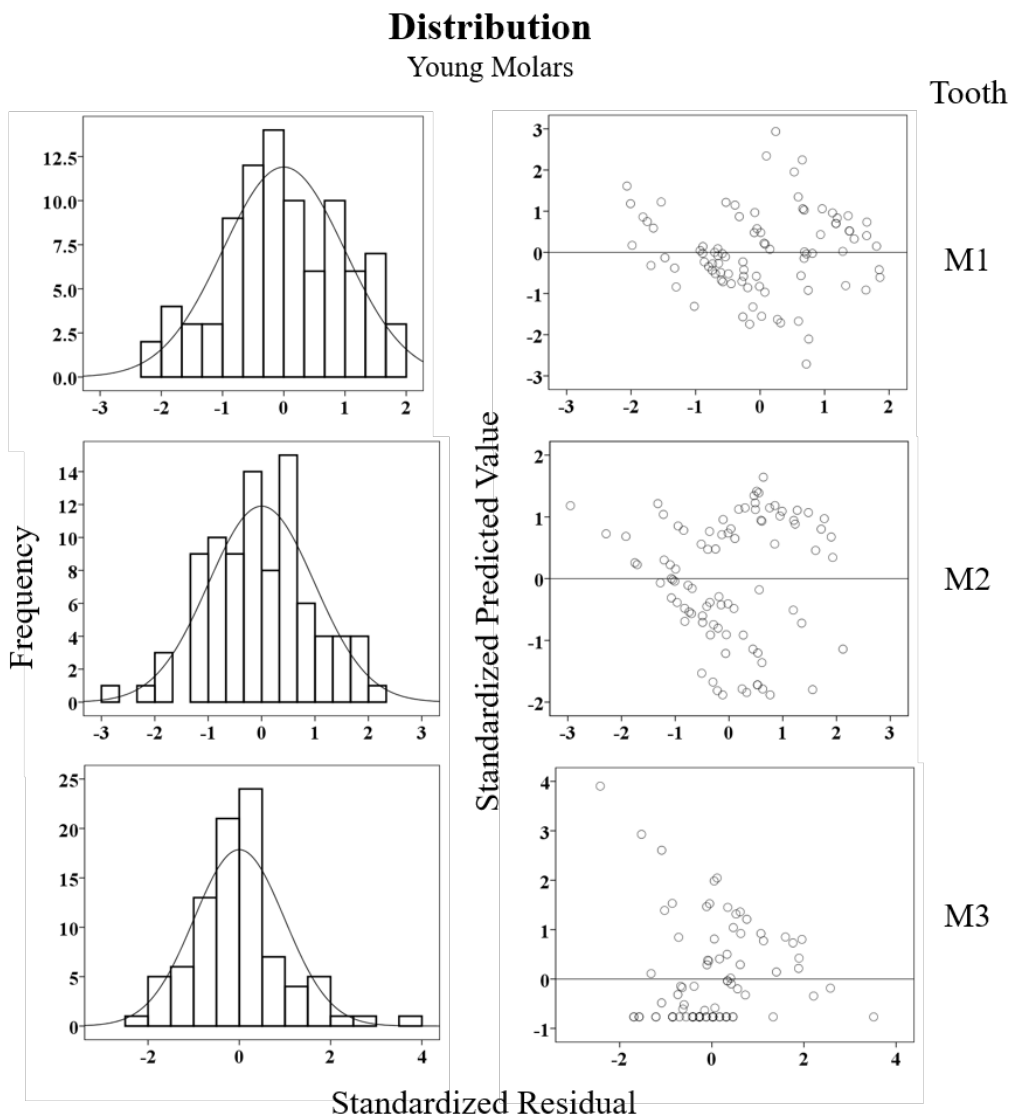 Distribution
Young Molars
Tooth
12.5
10.0
7.5
5.0
2.5
0.0
-3 -2 -1 0 1 2
3
2
1
0
-1
-2
-3
-3 -2 -1 0 1 2
M1
Frequency
14
12
10
8
6
4
2
0
-3 -2 -1 0 1 2 3
Standardized Predicted Value
2
1
0
-1
-2
-3 -2 -1 0 1 2 3
M2
25
20
15
10
5
0
-2 0 2 4
4
3
2
1
0
-1
-2 0 2 4
M3
Standardized Residual